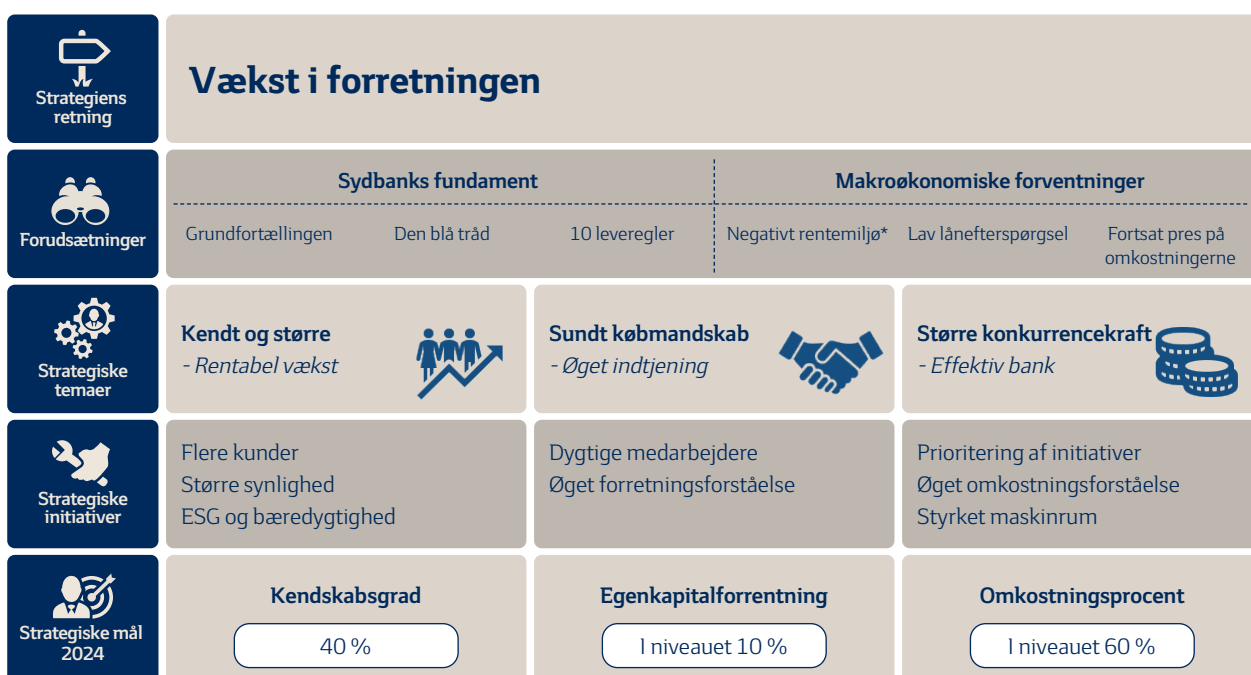 Strategiens
retning
Vækst i forretningen
Forudsætninger
Sydbanks fundament
Makroøkonomiske forventninger
Grundfortællingen
Den blå tråd
10 leveregler
Negativt rentemiljø*
Lav låneefterspørgsel
Fortsat pres på
omkostningerne
Strategiske
temaer
Kendt og større
- Rentabel vækst
Sundt købmandskab
- Øget indtjening
Større konkurrencekraft
- Effektiv bank
Strategiske
initiativer
Flere kunder
Større synlighed
ESG og bæredygtighed
Dygtige medarbejdere
Øget forretningsforståelse
Prioritering af initiativer
Øget omkostningsforståelse
Styrket maskinrum
Strategiske mål
2024
Kendskabsgrad
40 %
Egenkapitalforrentning
I niveauet 10 %
Omkostningsprocent
I niveauet 60 %